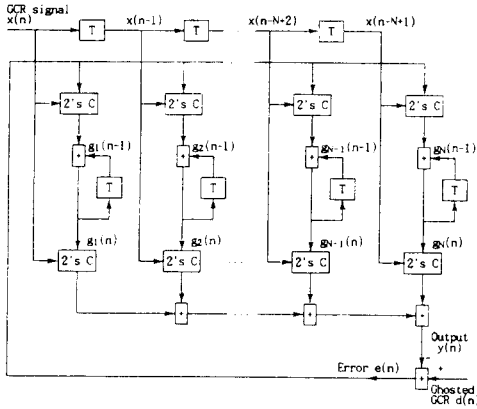 GCR signal
x(n) T x(n-1) T ... x(n-N+2) T x(n-N+1)
...
2's C 2's C 2's C 2's C
g1(n-1) g2(n-1) gN-1(n-1) gN(n-1)
+ + + +
T T T T
g1(n) g2(n) gN-1(n) gN(n)
2's C 2's C 2's C 2's C
+ ... + +
Output
y(n)
-
Error e(n) + +
Ghosted
GCR d(n)